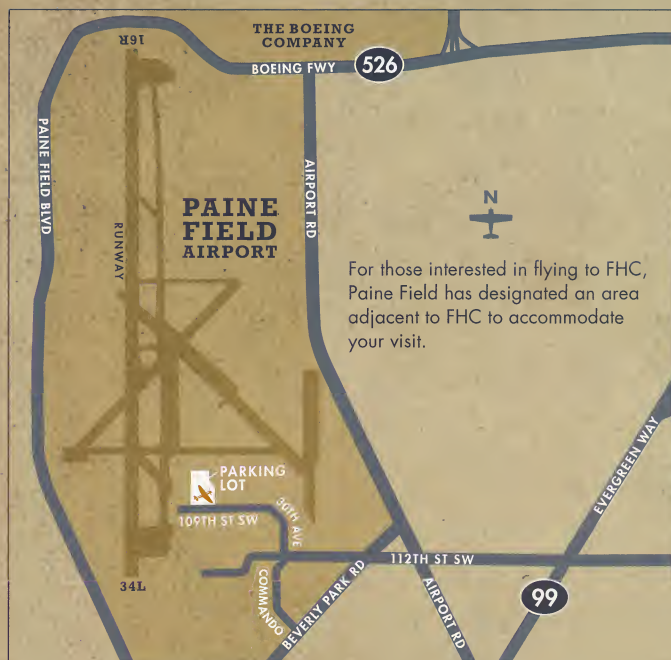 16R
THE BOEING
COMPANY
BOEING FWY
526
PAINE FIELD BLVD
RUNWAY
PAINE
FIELD
AIRPORT
AIRPORT RD
N
For those interested in flying to FHC,
Paine Field has designated an area
adjacent to FHC to accommodate
your visit.
EVERGREEN WAY
PARKING
LOT
109TH ST SW
30TH AVE
112TH ST SW
COMMANDO
BEVERLY PARK RD
AIRPORT RD
34L
99